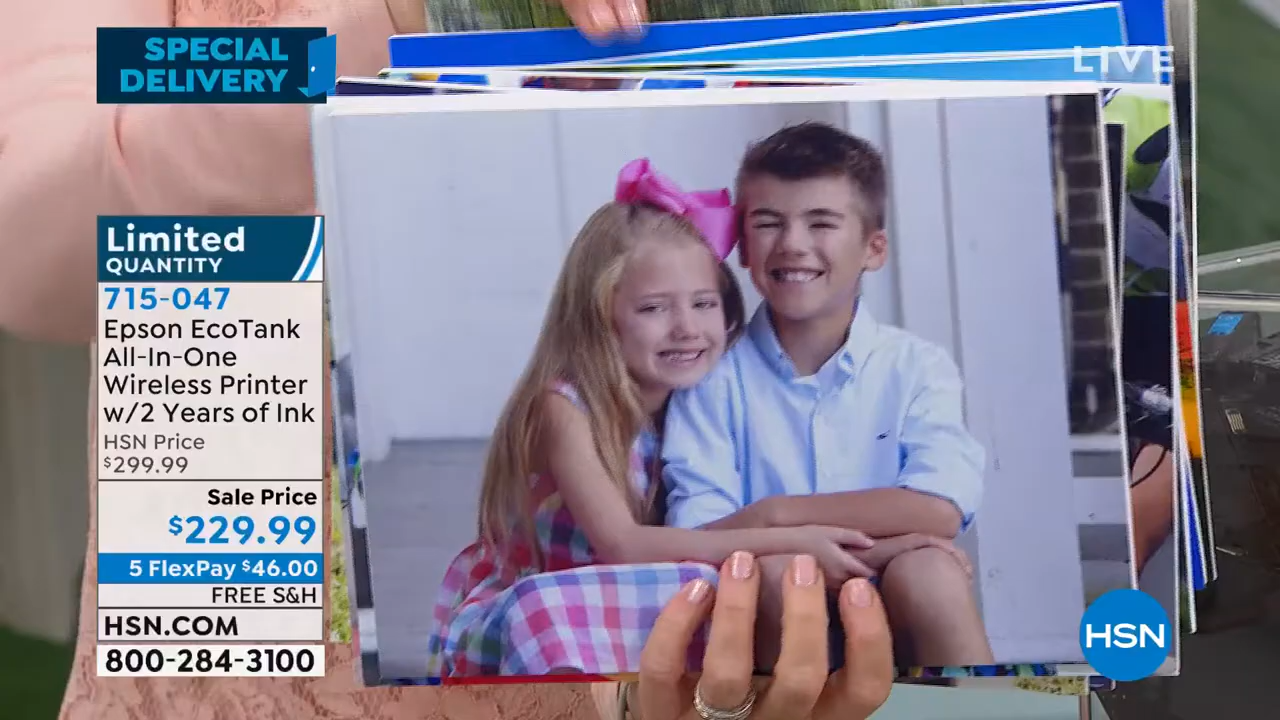 SPECIAL
DELIVERY
LIVE
Limited
QUANTITY
715-047
Epson EcoTank
All-In-One
Wireless Printer
w/2 Years of Ink
HSN Price
$299.99
Sale Price
$229.99
5 FlexPay $46.00
FREE S&H
HSN.COM
800-284-3100
HSN